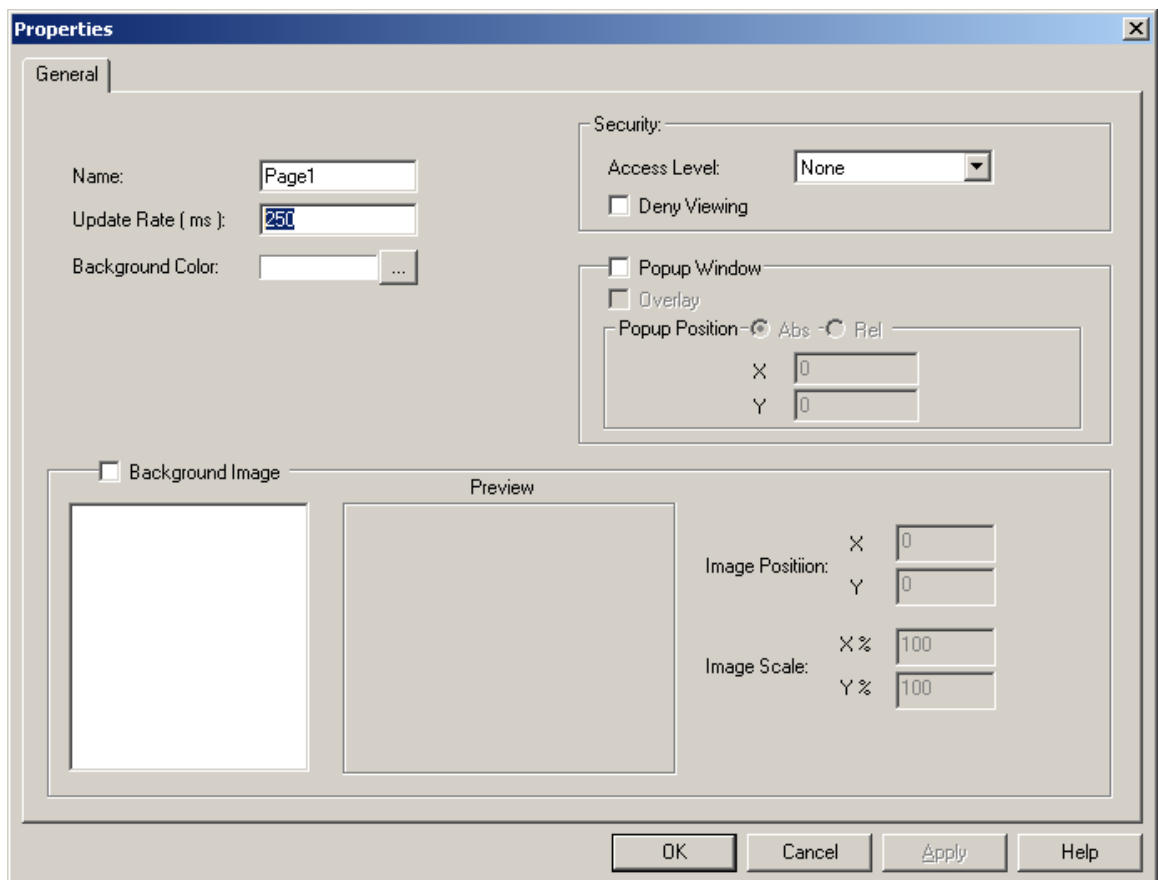 Properties
General
Security:
Name: Page1
Access Level: None
Update Rate ( ms ): 250
Deny Viewing
Background Color: ...
Popup Window
Overlay
Popup Position Abs Rel
X 0
Y 0
Background Image
Preview
Image Positiion:
X 0
Y 0
Image Scale:
X % 100
Y % 100
OK Cancel Apply Help